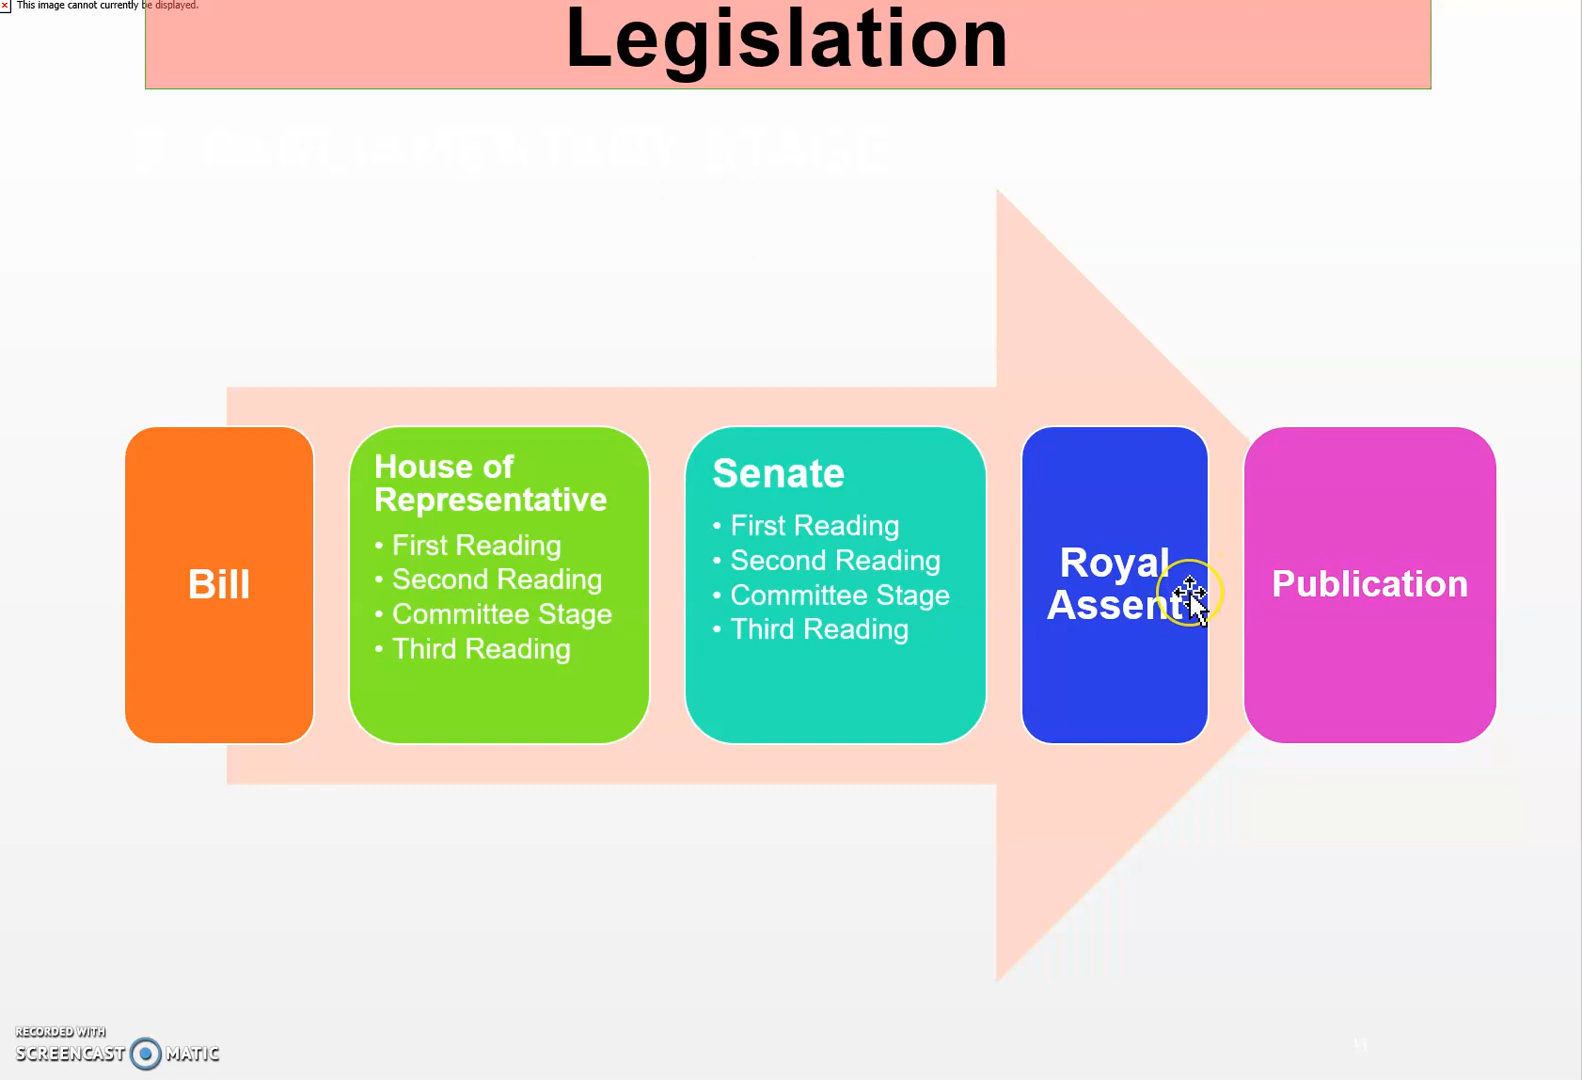 This image cannot currently be displayed.
Legislation
Bill
House of
Representative
• First Reading
• Second Reading
• Committee Stage
• Third Reading
Senate
• First Reading
• Second Reading
• Committee Stage
• Third Reading
Royal
Assent
Publication
RECORDED WITH
SCREENCAST MATIC